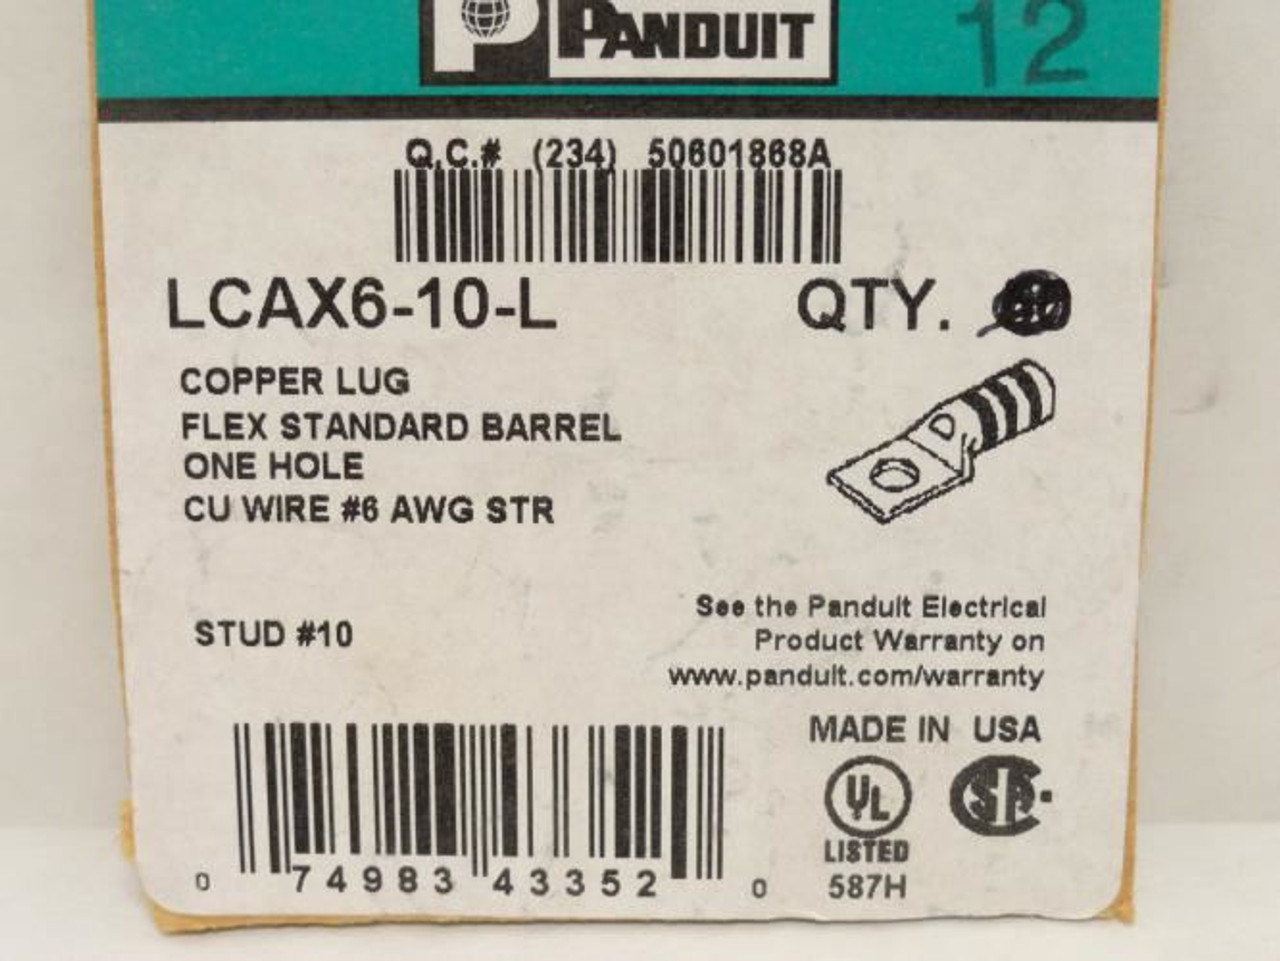 PANDUIT 12
Q.C.# (234) 50601868A
LCAX6-10-L QTY.
COPPER LUG
FLEX STANDARD BARREL
ONE HOLE
CU WIRE #6 AWG STR
STUD #10
See the Panduit Electrical
Product Warranty on
www.panduit.com/warranty
MADE IN USA
UL SA
LISTED
587H
0 74983 43352 0